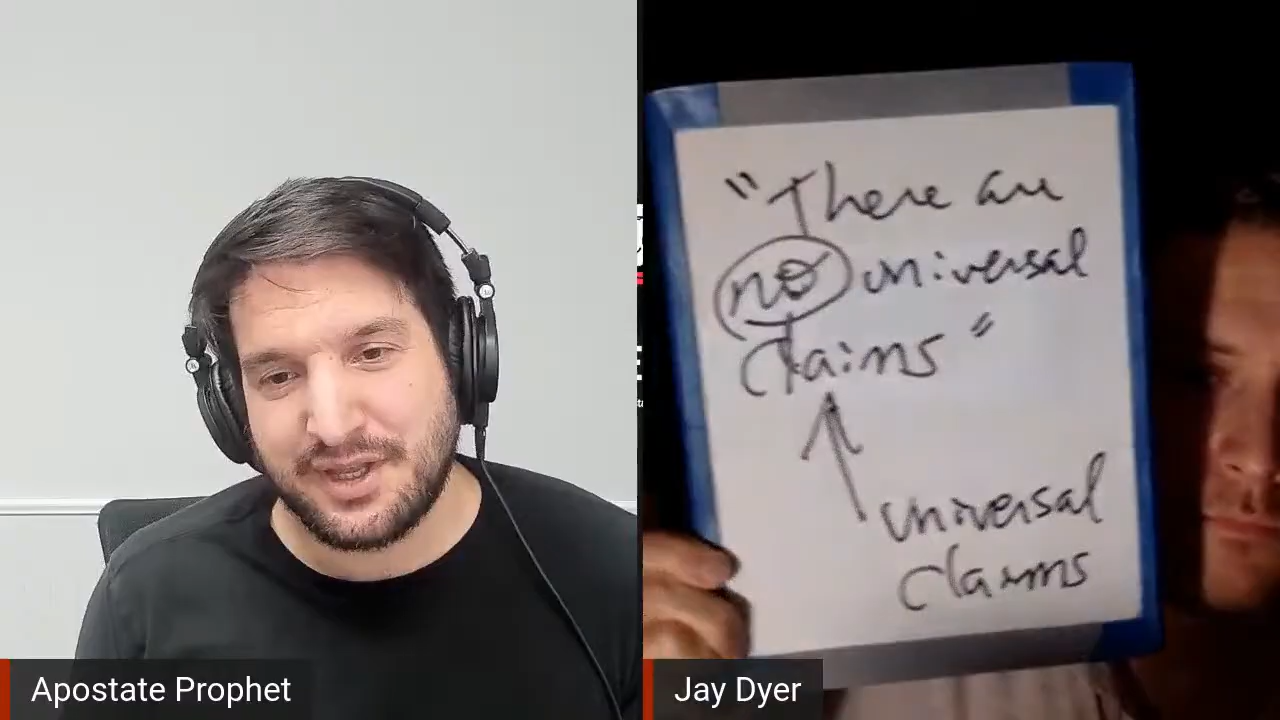 "There are
no universal
claims"
universal
claims
Apostate Prophet
Jay Dyer